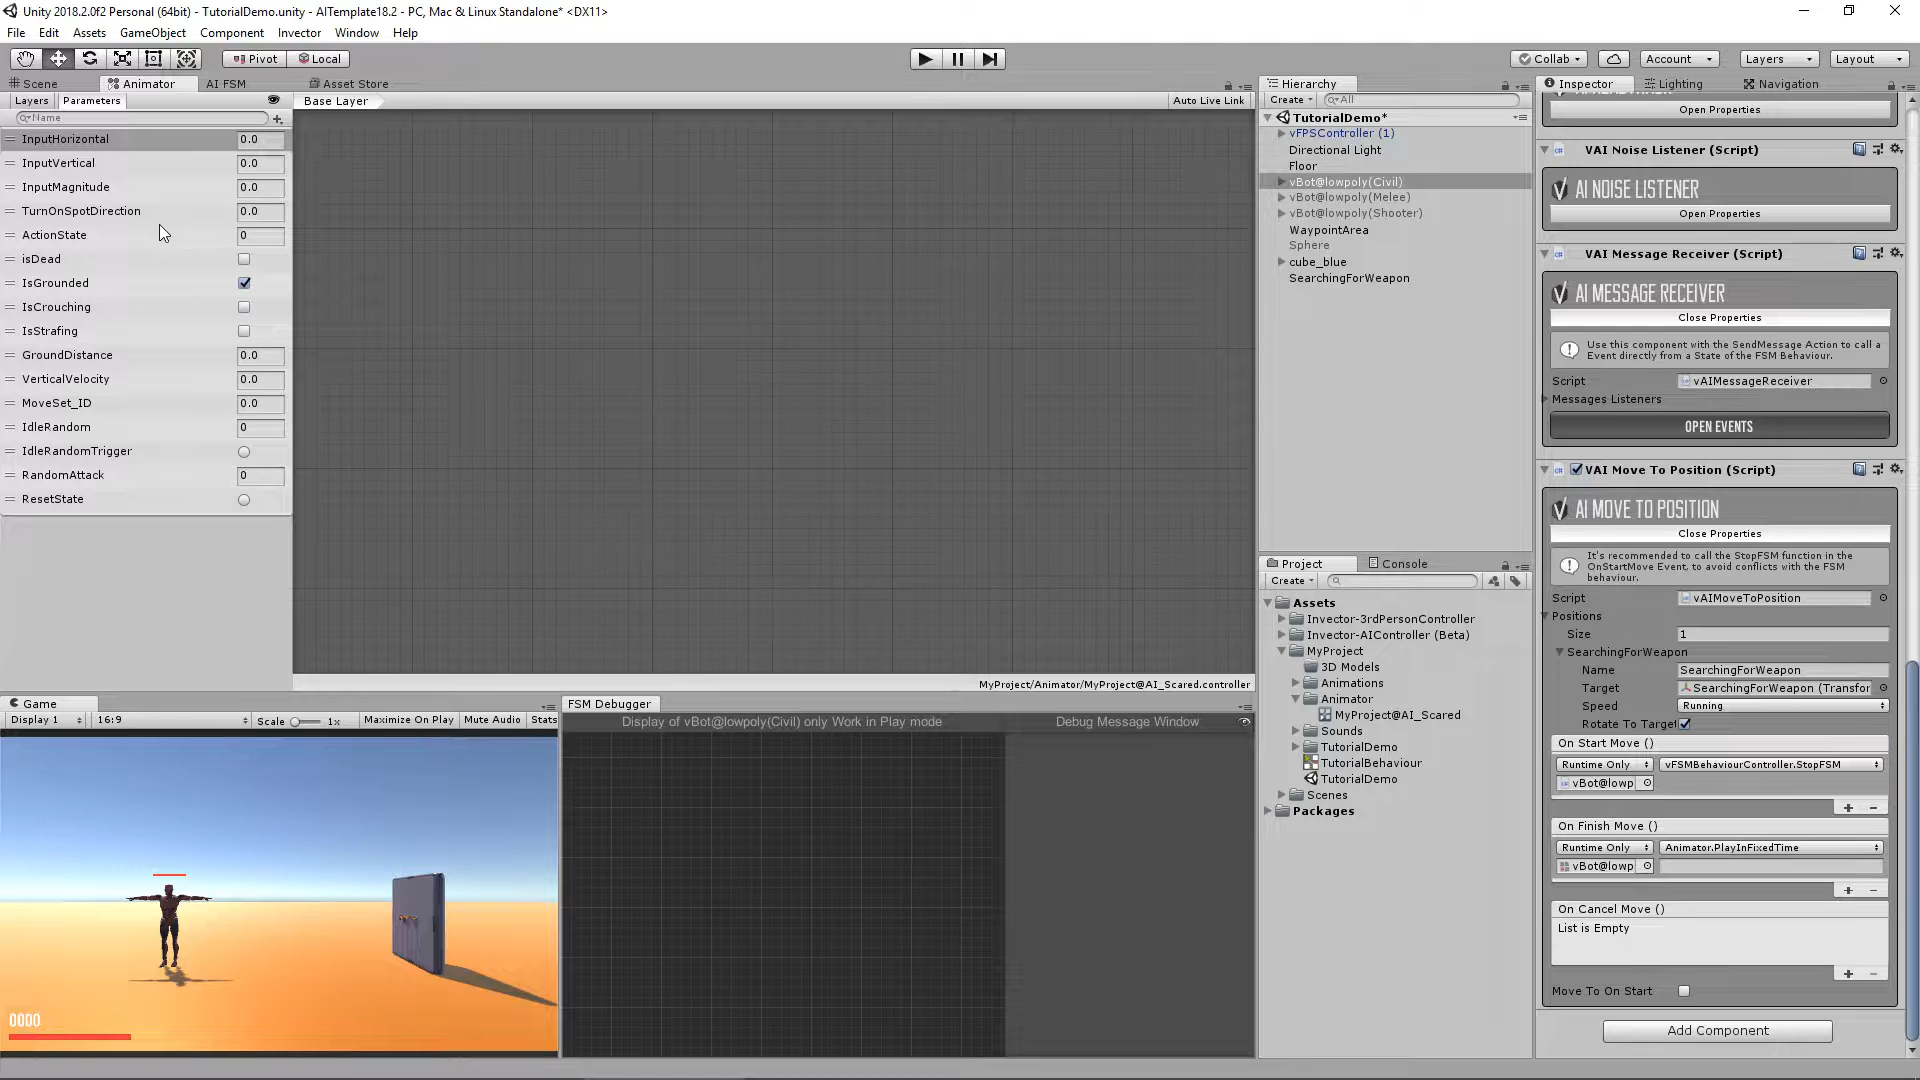 Unity 2018.2.0f2 Personal (64bit) - TutorialDemo.unity - AITemplate18.2 - PC, Mac & Linux Standalone* <DX11>
File Edit Assets GameObject Component Invector Window Help
Pivot Local Collab Account Layers Layout
Scene Animator AI FSM Asset Store
Layers Parameters
Base Layer Auto Live Link
Name
InputHorizontal 0.0
InputVertical 0.0
InputMagnitude 0.0
TurnOnSpotDirection 0.0
ActionState 0
isDead
IsGrounded
IsCrouching
IsStrafing
GroundDistance 0.0
VerticalVelocity 0.0
MoveSet_ID 0.0
IdleRandom 0
IdleRandomTrigger
RandomAttack 0
ResetState
MyProject/Animator/MyProject@AI_Scared.controller
Game
Display 1 16:9 Scale 1x Maximize On Play Mute Audio Stats
0000
FSM Debugger
Display of vBot@lowpoly(Civil) only Work in Play mode Debug Message Window
Hierarchy
Create All
TutorialDemo*
vFPSController (1)
Directional Light
Floor
vBot@lowpoly(Civil)
vBot@lowpoly(Melee)
vBot@lowpoly(Shooter)
WaypointArea
Sphere
cube_blue
SearchingForWeapon
Project Console
Create
Assets
Invector-3rdPersonController
Invector-AIController (Beta)
MyProject
3D Models
Animations
Animator
MyProject@AI_Scared
Sounds
TutorialDemo
TutorialBehaviour
TutorialDemo
Scenes
Packages
Inspector Lighting Navigation
Open Properties
VAI Noise Listener (Script)
AI NOISE LISTENER
Open Properties
VAI Message Receiver (Script)
AI MESSAGE RECEIVER
Close Properties
Use this component with the SendMessage Action to call a
Event directly from a State of the FSM Behaviour.
Script vAIMessageReceiver
Messages Listeners
OPEN EVENTS
VAI Move To Position (Script)
AI MOVE TO POSITION
Close Properties
It's recommended to call the StopFSM function in the
OnStartMove Event, to avoid conflicts with the FSM
behaviour.
Script vAIMoveToPosition
Positions
Size 1
SearchingForWeapon
Name SearchingForWeapon
Target SearchingForWeapon (Transfor
Speed Running
Rotate To Target
On Start Move ()
Runtime Only vFSMBehaviourController.StopFSM
vBot@lowp
On Finish Move ()
Runtime Only Animator.PlayInFixedTime
vBot@lowp
On Cancel Move ()
List is Empty
Move To On Start
Add Component